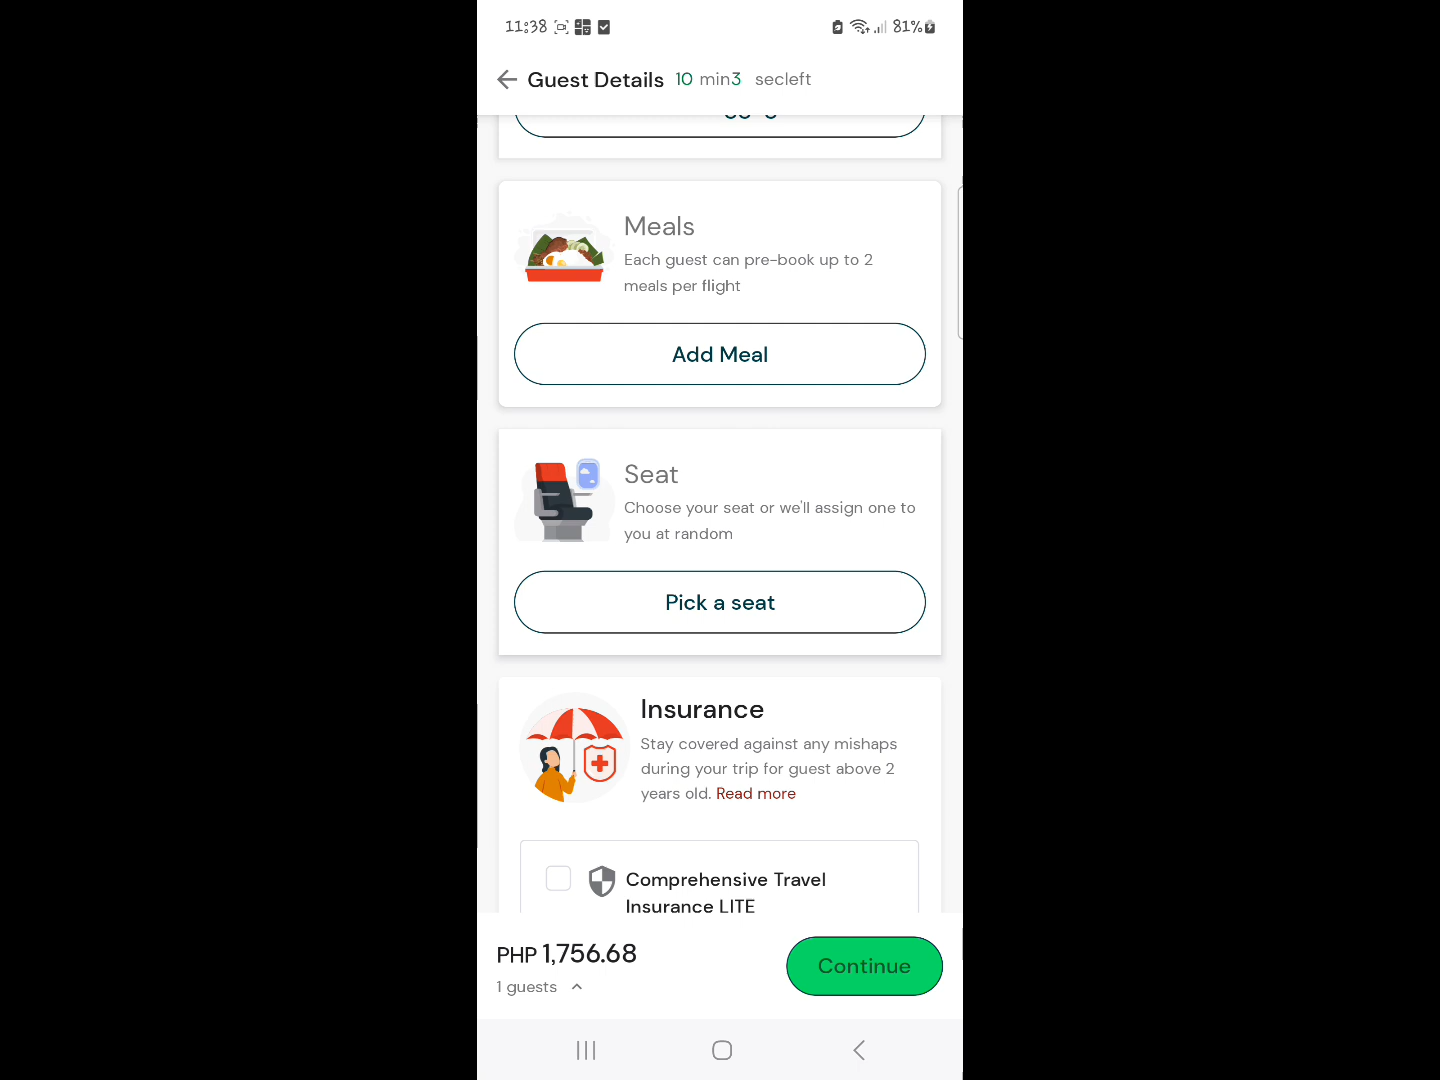 11:38 81%
Guest Details 10 min3 secleft
Meals
Each guest can pre-book up to 2
meals per flight
Add Meal
Seat
Choose your seat or we'll assign one to
you at random
Pick a seat
Insurance
Stay covered against any mishaps
during your trip for guest above 2
years old. Read more
Comprehensive Travel
Insurance LITE
PHP 1,756.68
1 guests
Continue